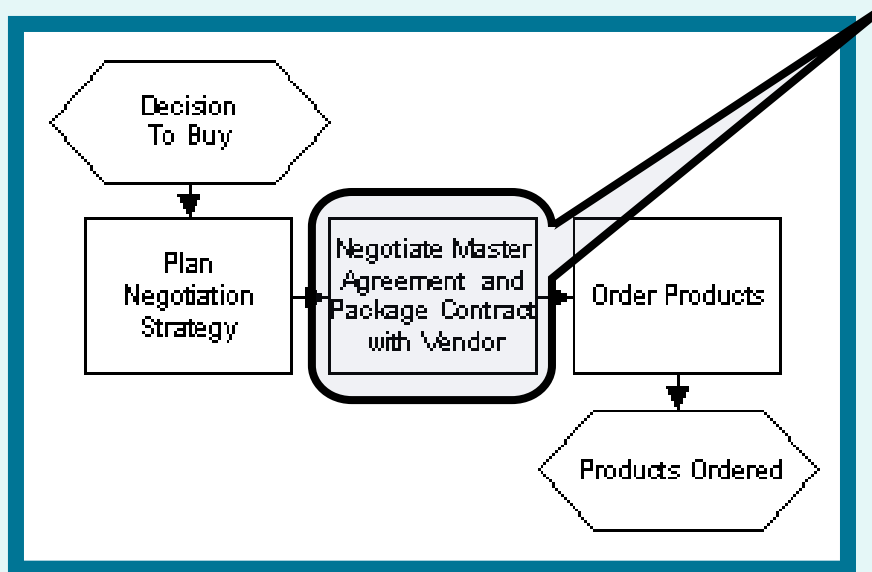 Decision
To Buy
Plan
Negotiation
Strategy
Negotiate Master
Agreement and
Package Contract
with Vendor
Order Products
Products Ordered